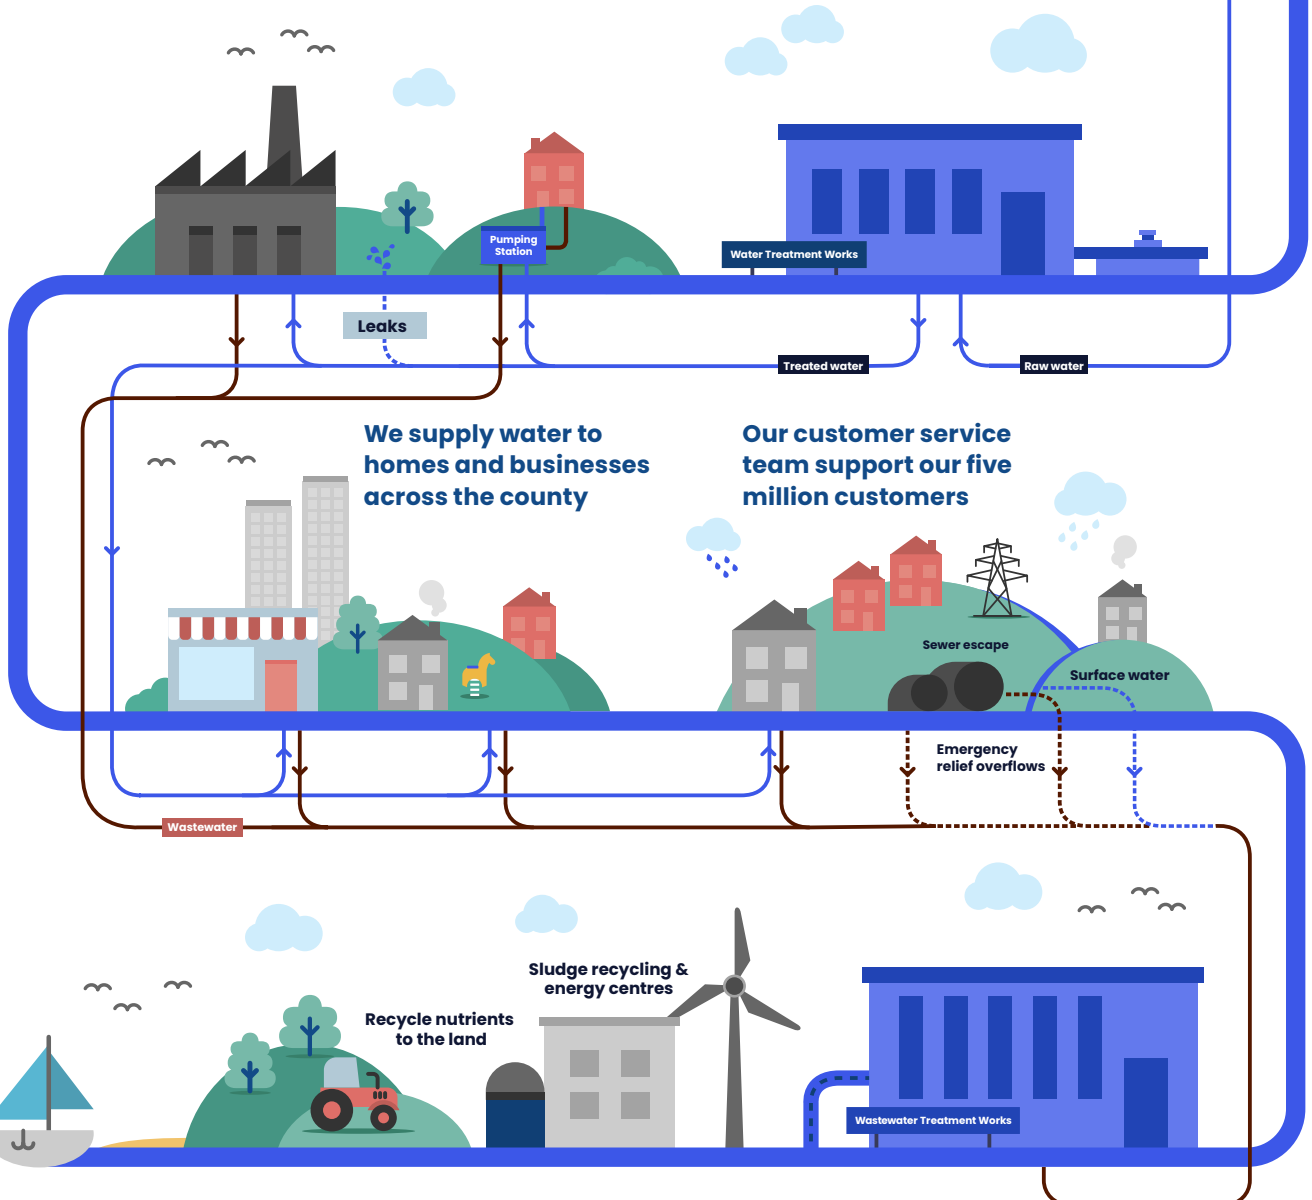 Pumping
Station
Water Treatment Works
Leaks
Treated water
Raw water
We supply water to
homes and businesses
across the county
Our customer service
team support our five
million customers
Sewer escape
Surface water
Emergency
relief overflows
Wastewater
Sludge recycling &
energy centres
Recycle nutrients
to the land
Wastewater Treatment Works